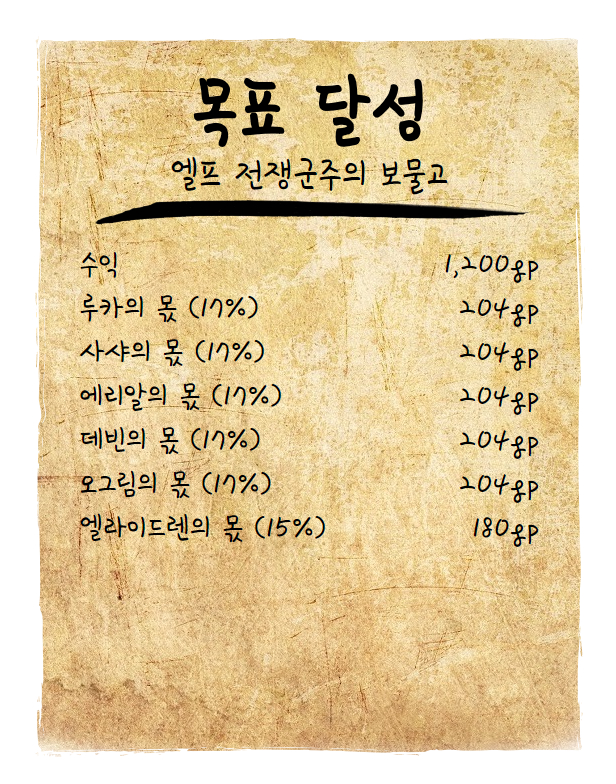 목표 달성
엘프 전쟁군주의 보물고
수익 1,200gp
루카의 몫 (17%) 204gp
사샤의 몫 (17%) 204gp
에리알의 몫 (17%) 204gp
데빈의 몫 (17%) 204gp
오그림의 몫 (17%) 204gp
엘라이드렌의 몫 (15%) 180gp